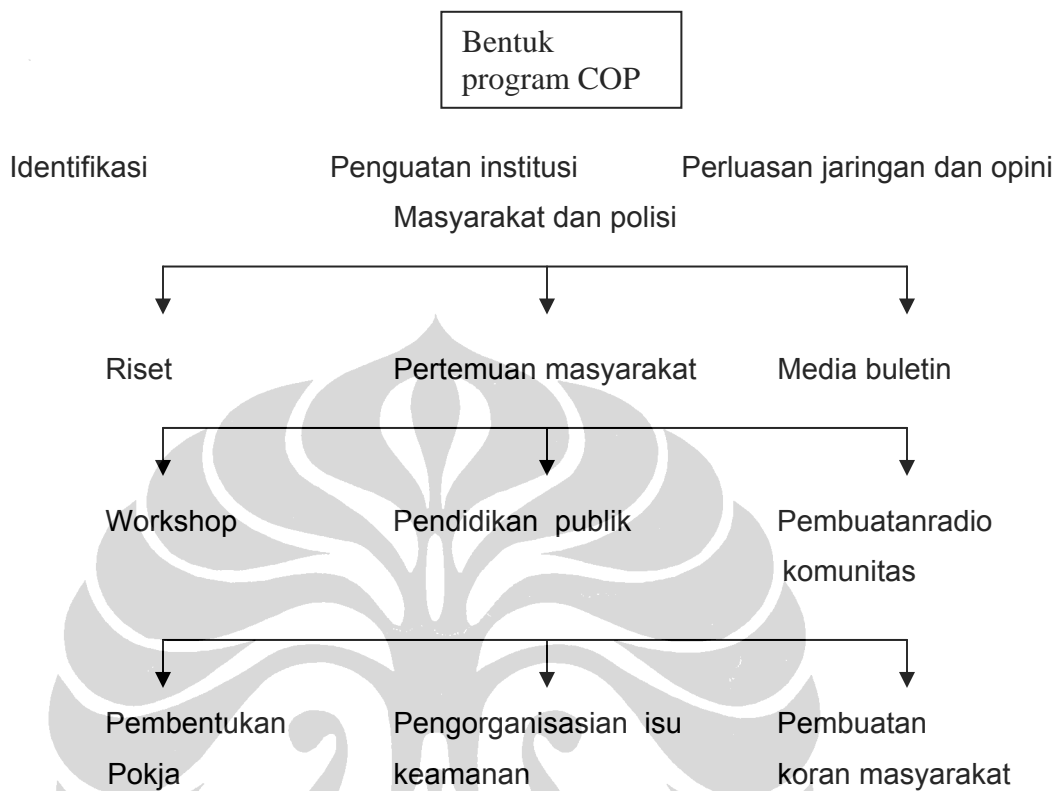 Bentuk
program COP
Identifikasi Penguatan institusi Perluasan jaringan dan opini
Masyarakat dan polisi
Riset Pertemuan masyarakat Media buletin
Workshop Pendidikan publik Pembuatanradio
komunitas
Pembentukan Pengorganisasian isu Pembuatan
Pokja keamanan koran masyarakat